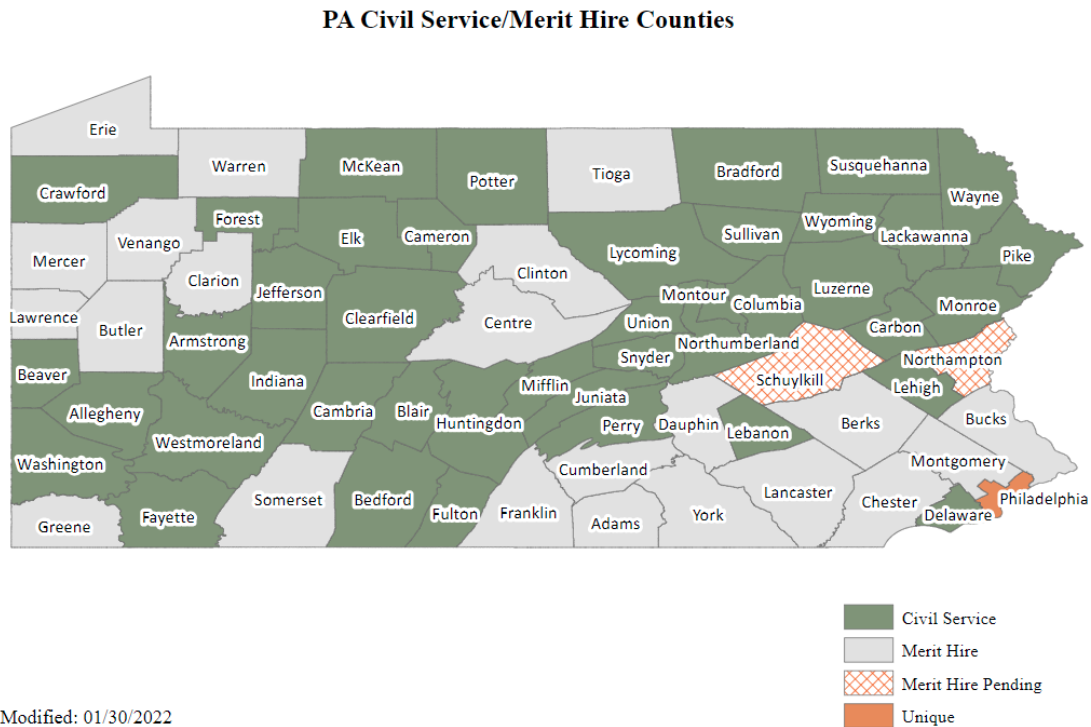 PA Civil Service/Merit Hire Counties
Erie
Warren
McKean
Potter
Tioga
Bradford
Susquehanna
Crawford
Wayne
Forest
Wyoming
Venango
Elk
Cameron
Sullivan
Lackawanna
Mercer
Lycoming
Pike
Clinton
Clarion
Jefferson
Luzerne
Montour
Columbia
Monroe
Lawrence
Clearfield
Centre
Union
Carbon
Butler
Armstrong
Northumberland
Snyder
Northampton
Beaver
Indiana
Mifflin
Schuylkill
Lehigh
Juniata
Allegheny
Cambria
Blair
Huntingdon
Perry
Dauphin
Lebanon
Berks
Bucks
Westmoreland
Washington
Cumberland
Montgomery
Somerset
Bedford
Lancaster
Chester
Philadelphia
Greene
Fayette
Fulton
Franklin
Adams
York
Delaware
Civil Service
Merit Hire
Merit Hire Pending
Unique
Modified: 01/30/2022